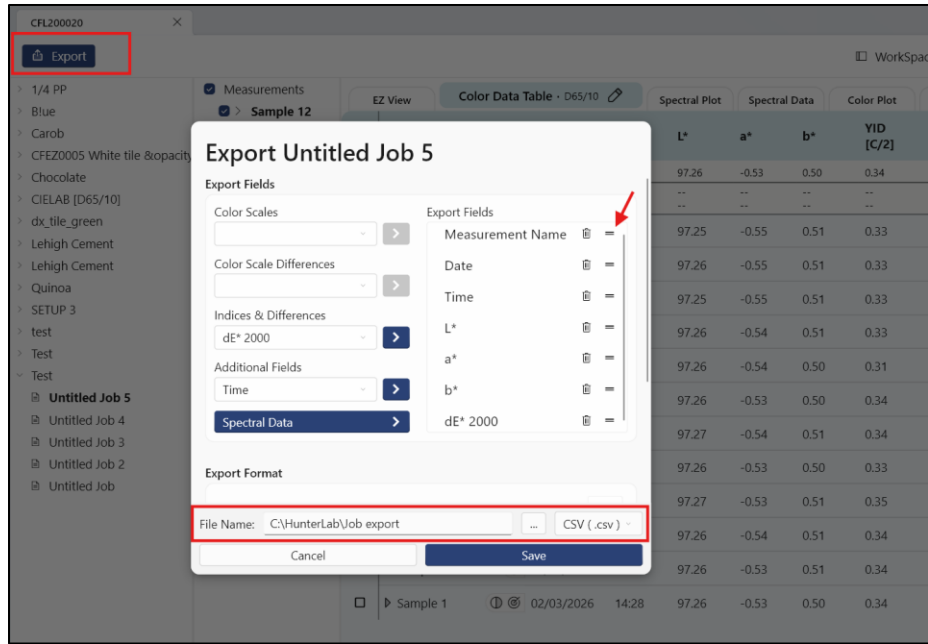 CFL200020
Export
WorkSpac
1/4 PP
Blue
Carob
CFEZ0005 White tile &opacity
Chocolate
CIELAB [D65/10]
dx_tile_green
Lehigh Cement
Lehigh Cement
Quinoa
SETUP 3
test
Test
Test
Untitled Job 5
Untitled Job 4
Untitled Job 3
Untitled Job 2
Untitled Job
Measurements
Sample 12
EZ View
Color Data Table · D65/10
Spectral Plot
Spectral Data
Color Plot
Export Untitled Job 5
Export Fields
Color Scales
Color Scale Differences
Indices & Differences
dE* 2000
Additional Fields
Time
Spectral Data
Export Fields
Measurement Name
Date
Time
L*
a*
b*
dE* 2000
Export Format
File Name: C:\HunterLab\Job export ... CSV ( .csv )
Cancel Save
L* a* b* YID
[C/2]
97.26 -0.53 0.50 0.34
-- -- -- --
-- -- -- --
97.25 -0.55 0.51 0.33
97.26 -0.55 0.51 0.33
97.25 -0.55 0.51 0.33
97.26 -0.54 0.51 0.33
97.26 -0.54 0.50 0.31
97.26 -0.53 0.50 0.34
97.27 -0.54 0.51 0.34
97.26 -0.53 0.50 0.33
97.27 -0.53 0.51 0.35
97.26 -0.54 0.51 0.34
97.26 -0.53 0.51 0.34
Sample 1 02/03/2026 14:28 97.26 -0.53 0.50 0.34